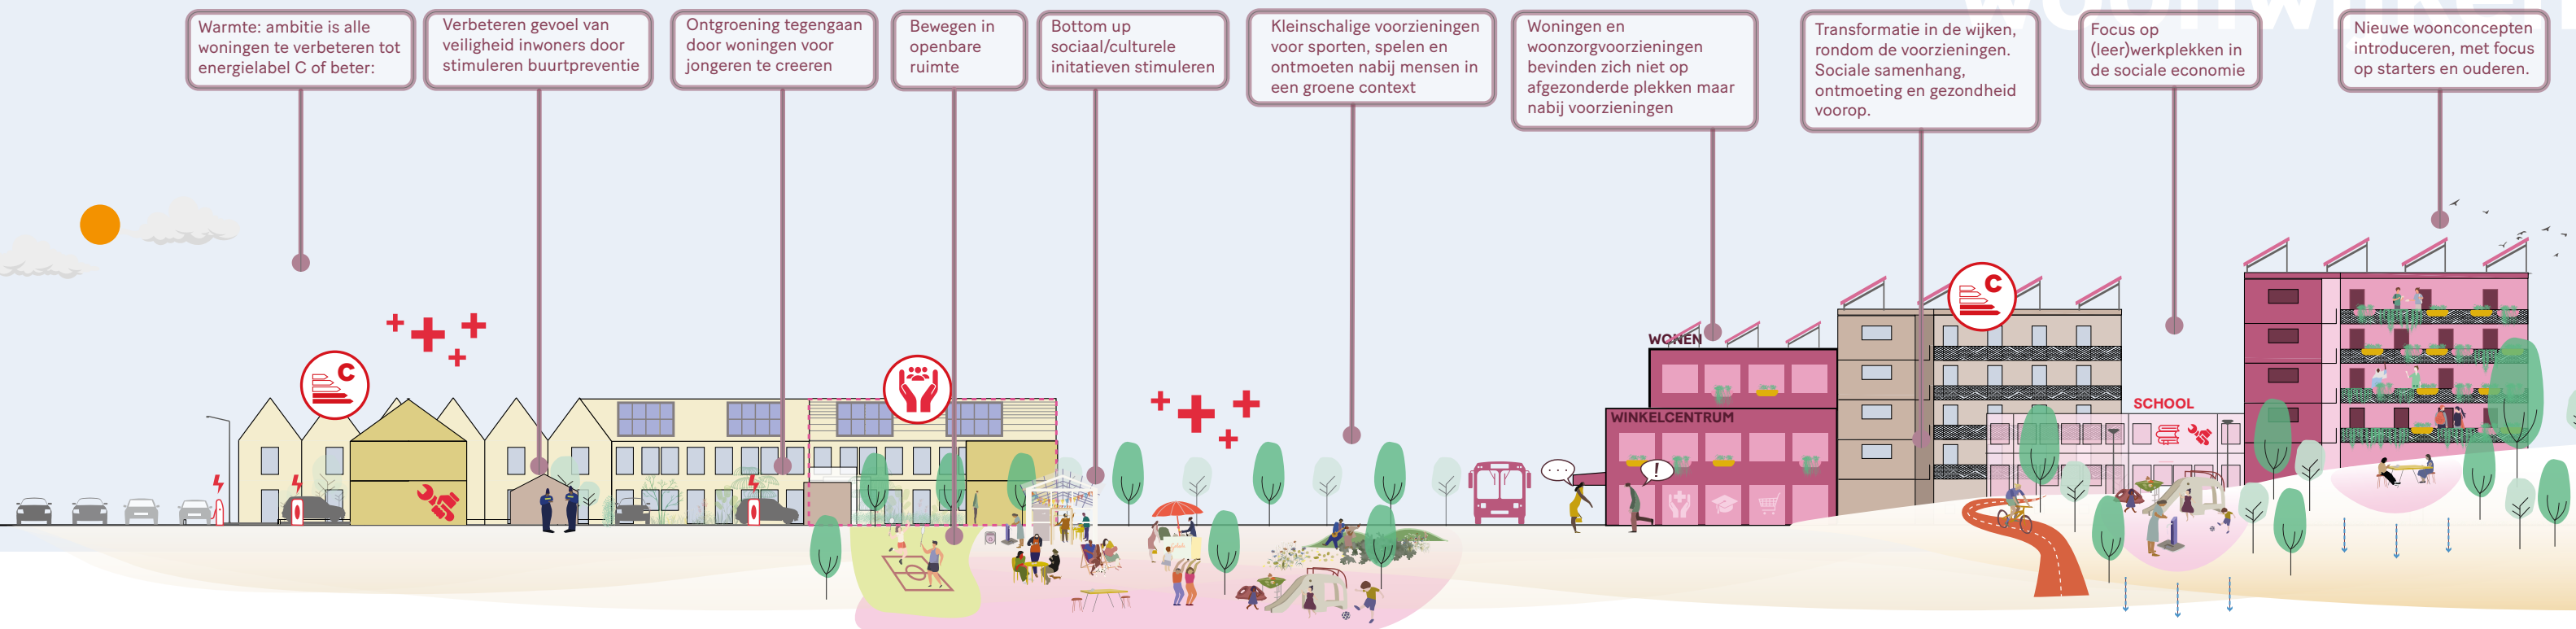 Warmte: ambitie is alle
woningen te verbeteren tot
energielabel C of beter:
Verbeteren gevoel van
veiligheid inwoners door
stimuleren buurtpreventie
Ontgroening tegengaan
door woningen voor
jongeren te creeren
Bewegen in
openbare
ruimte
Bottom up
sociaal/culturele
initatieven stimuleren
Kleinschalige voorzieningen
voor sporten, spelen en
ontmoeten nabij mensen in
een groene context
Woningen en
woonzorgvoorzieningen
bevinden zich niet op
afgezonderde plekken maar
nabij voorzieningen
Transformatie in de wijken,
rondom de voorzieningen.
Sociale samenhang,
ontmoeting en gezondheid
voorop.
Focus op
(leer)werkplekken in
de sociale economie
Nieuwe woonconcepten
introduceren, met focus
op starters en ouderen.
C
C
WONEN
WINKELCENTRUM
SCHOOL
...
!